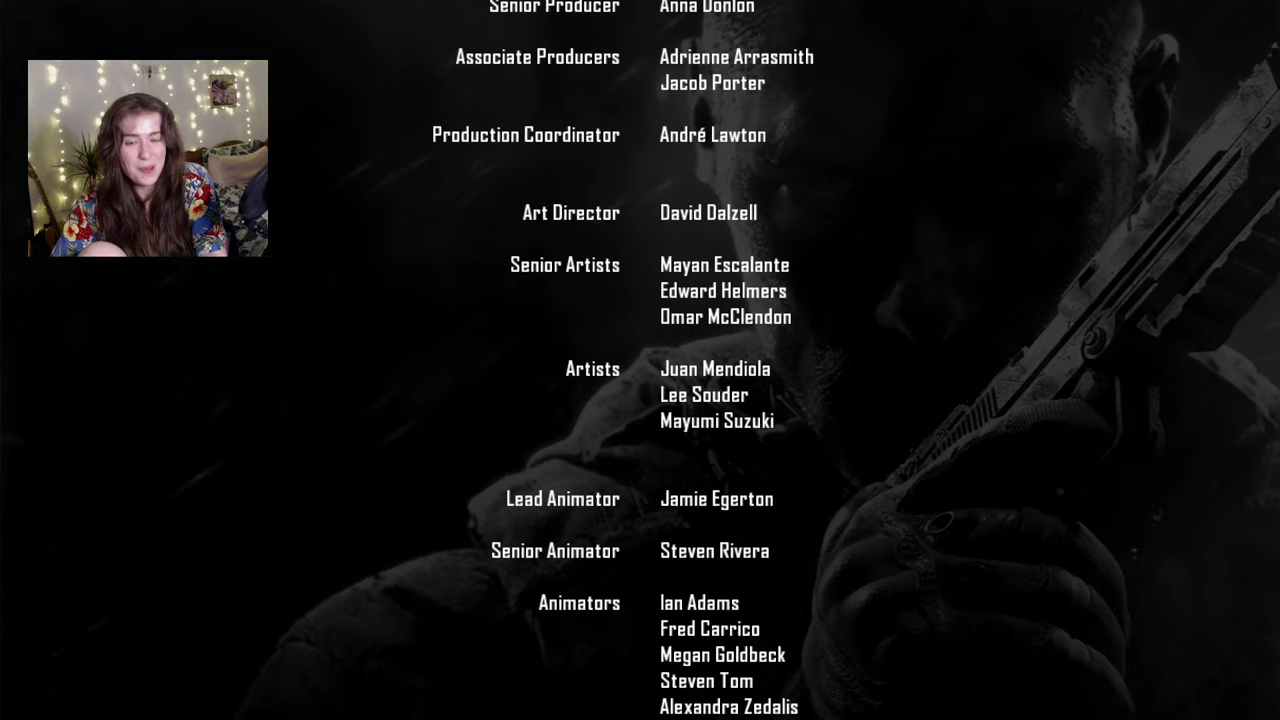 Senior Producer Anna Donlon
Associate Producers Adrienne Arrasmith
Jacob Porter
Production Coordinator André Lawton
Art Director David Dalzell
Senior Artists Mayan Escalante
Edward Helmers
Omar McClendon
Artists Juan Mendiola
Lee Souder
Mayumi Suzuki
Lead Animator Jamie Egerton
Senior Animator Steven Rivera
Animators Ian Adams
Fred Carrico
Megan Goldbeck
Steven Tom
Alexandra Zedalis